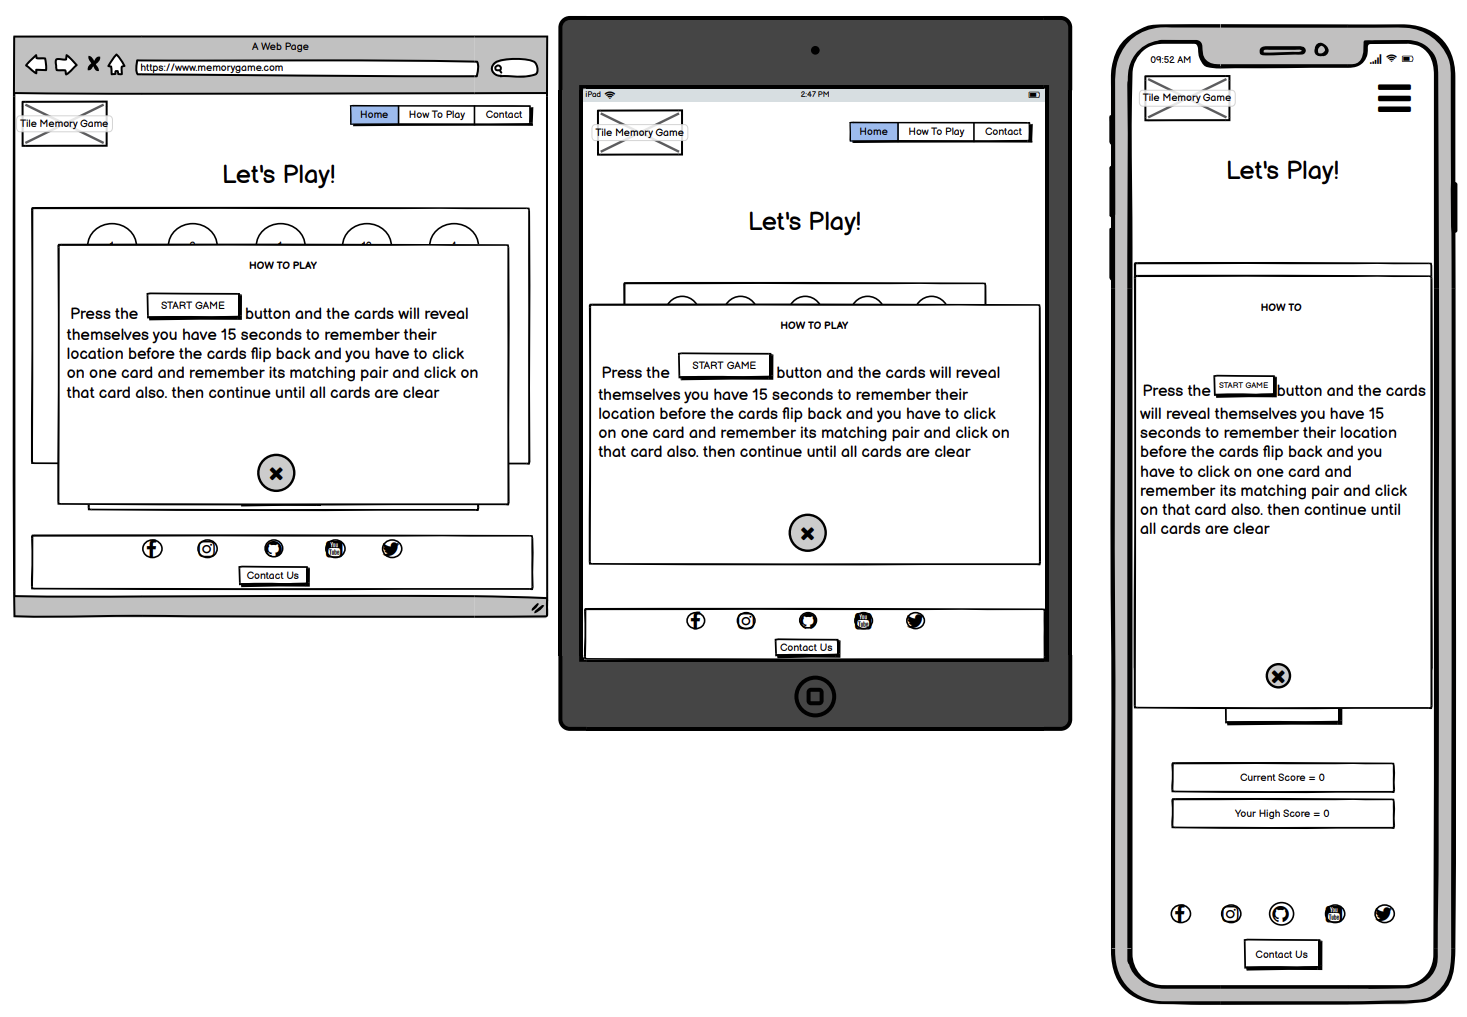 A Web Page
https://www.memorygame.com
Tile Memory Game
Home How To Play Contact
Let's Play!
HOW TO PLAY
Press the START GAME button and the cards will reveal
themselves you have 15 seconds to remember their
location before the cards flip back and you have to click
on one card and remember its matching pair and click on
that card also. then continue until all cards are clear
You Tube
Contact Us
iPad 2:47 PM
Tile Memory Game
Home How To Play Contact
Let's Play!
HOW TO PLAY
Press the START GAME button and the cards will reveal
themselves you have 15 seconds to remember their
location before the cards flip back and you have to click
on one card and remember its matching pair and click on
that card also. then continue until all cards are clear
You Tube
Contact Us
09:52 AM
Tile Memory Game
Let's Play!
HOW TO
Press the START GAME button and the cards
will reveal themselves you have 15
seconds to remember their location
before the cards flip back and you
have to click on one card and
remember its matching pair and click
on that card also. then continue until
all cards are clear
Current Score = 0
Your High Score = 0
You Tube
Contact Us